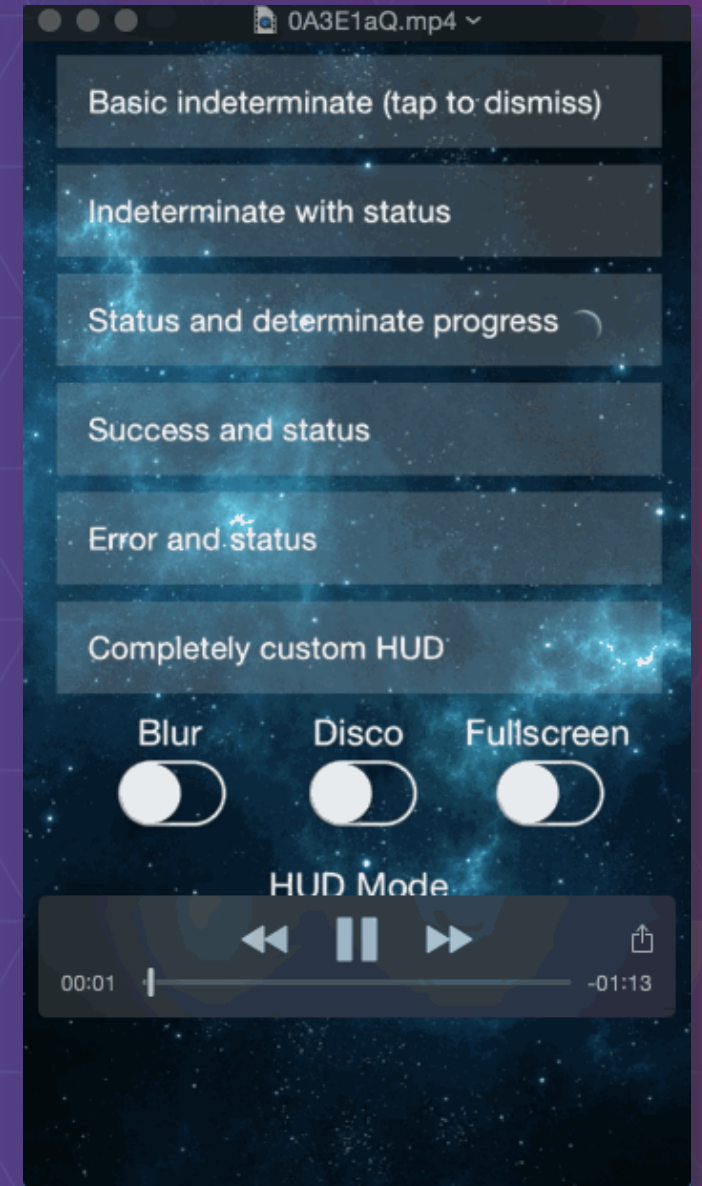 0A3E1aQ.mp4
Basic indeterminate (tap to dismiss)
Indeterminate with status
Status and determinate progress
Success and status
Error and status
Completely custom HUD
Blur Disco Fullscreen
HUD Mode
00:01 -01:13